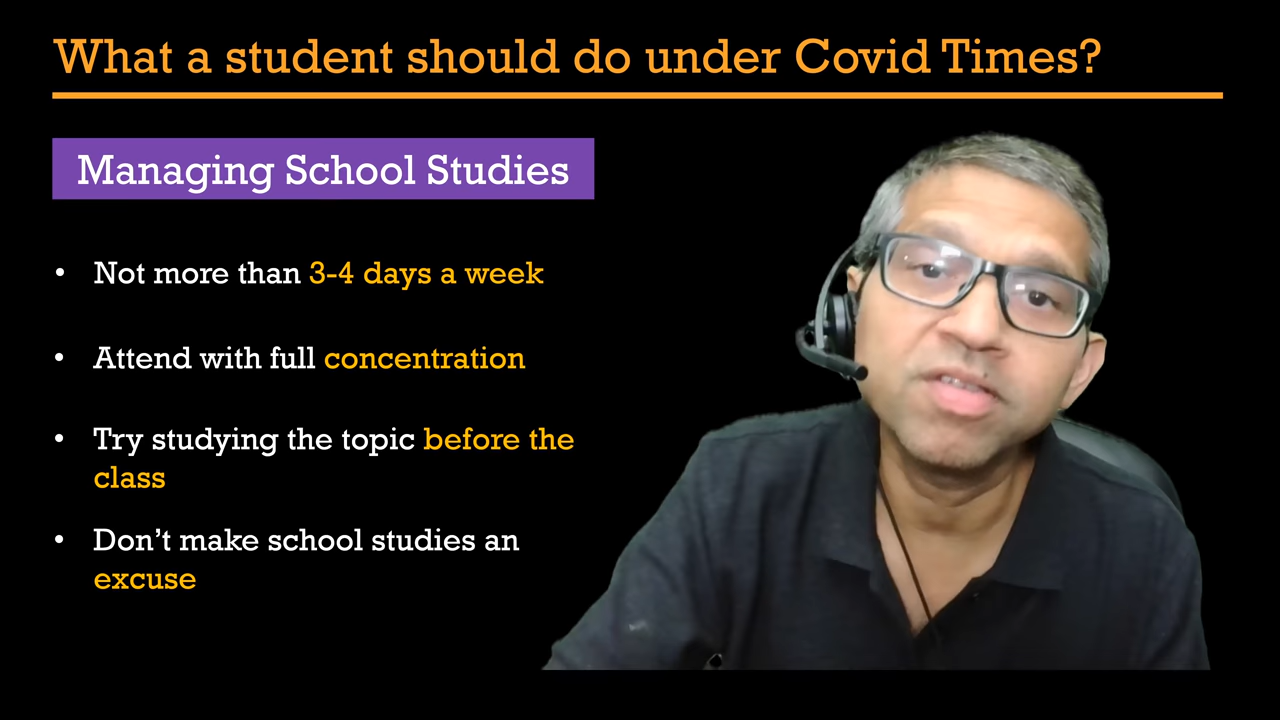 What a student should do under Covid Times?
Managing School Studies
• Not more than 3-4 days a week
• Attend with full concentration
• Try studying the topic before the
class
• Don’t make school studies an
excuse